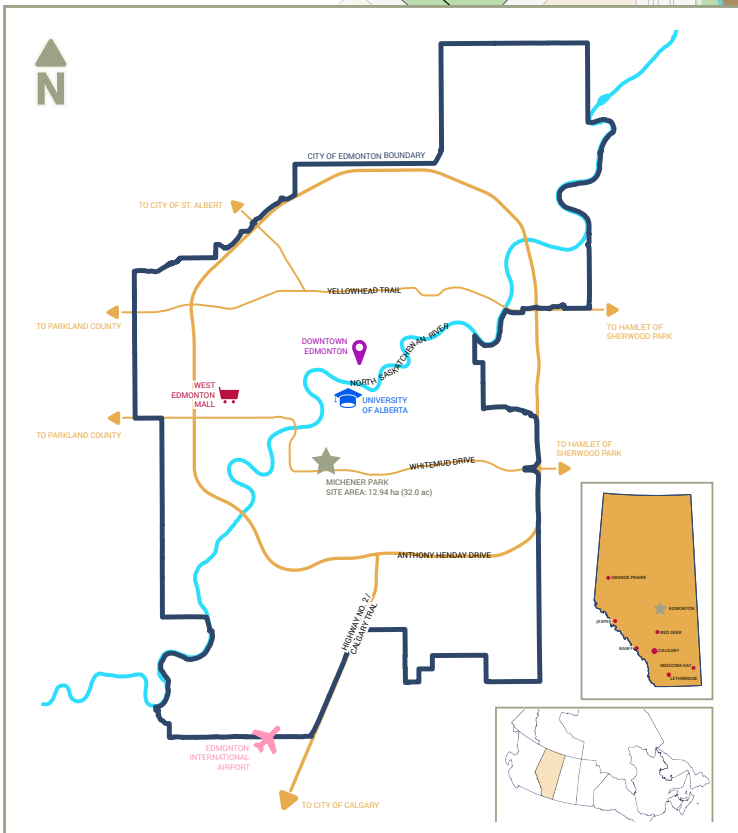 N
CITY OF EDMONTON BOUNDARY
TO CITY OF ST. ALBERT
YELLOWHEAD TRAIL
TO PARKLAND COUNTY
TO HAMLET OF
SHERWOOD PARK
DOWNTOWN
EDMONTON
NORTH SASKATCHEWAN RIVER
WEST
EDMONTON
MALL
UNIVERSITY
OF ALBERTA
TO PARKLAND COUNTY
TO HAMLET OF
SHERWOOD PARK
WHITEMUD DRIVE
MICHENER PARK
SITE AREA: 12.94 ha (32.0 ac)
ANTHONY HENDAY DRIVE
HIGHWAY NO. 2 /
CALGARY TRAL
EDMONTON
INTERNATIONAL
AIRPORT
TO CITY OF CALGARY
GRANDE PRAIRIE
EDMONTON
JASPER
RED DEER
BANFF
CALGARY
MEDICINE HAT
LETHBRIDGE